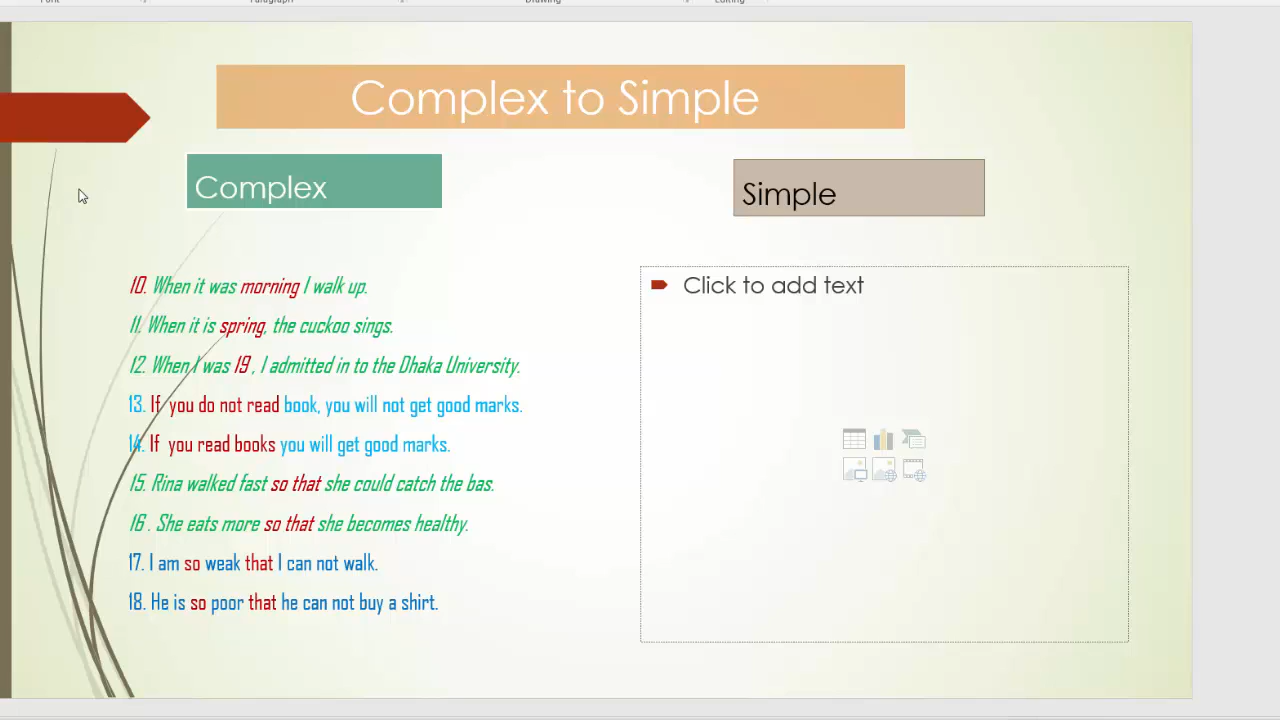 Font Paragraph Drawing Editing
Complex to Simple
Complex
Simple
10. When it was morning I walk up.
11. When it is spring, the cuckoo sings.
12. When I was 19 , I admitted in to the Dhaka University.
13. If you do not read book, you will not get good marks.
14. If you read books you will get good marks.
15. Rina walked fast so that she could catch the bas.
16 . She eats more so that she becomes healthy.
17. I am so weak that I can not walk.
18. He is so poor that he can not buy a shirt.
Click to add text